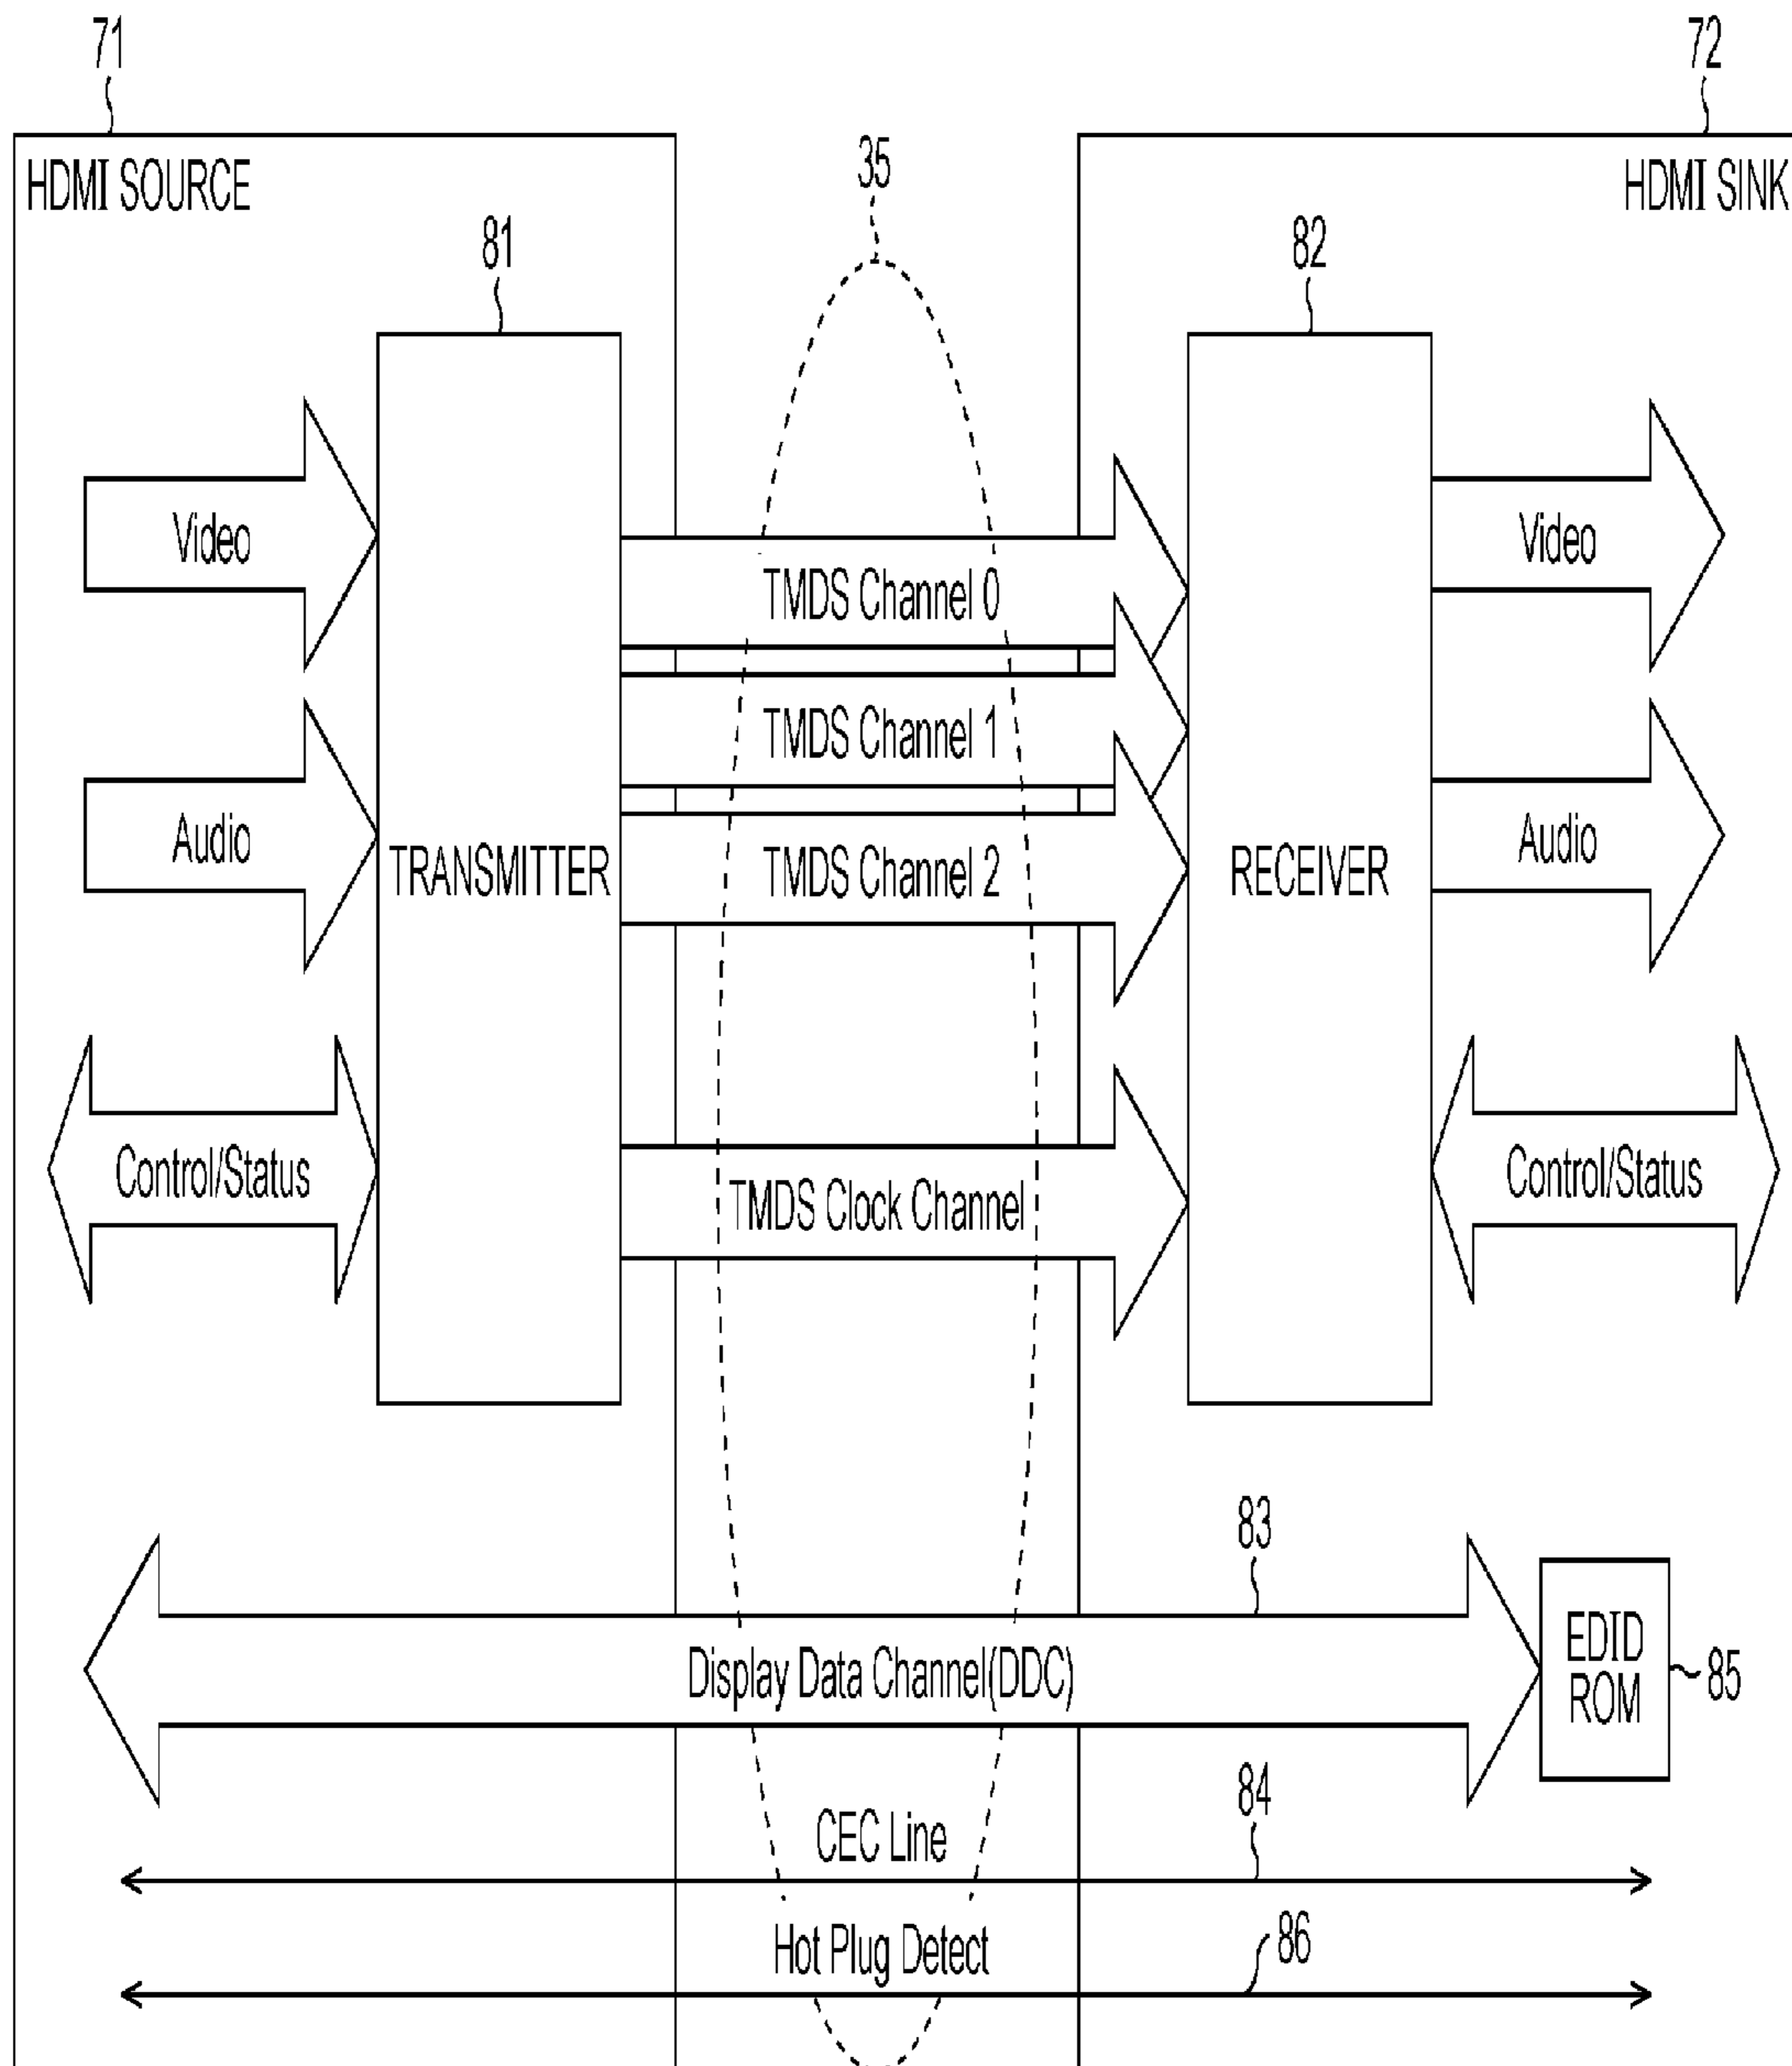 71
72
HDMI SOURCE
35
HDMI SINK
81
82
Video
TMDS Channel 0
Video
TMDS Channel 1
Audio
TRANSMITTER
TMDS Channel 2
RECEIVER
Audio
Control/Status
TMDS Clock Channel
Control/Status
83
Display Data Channel(DDC)
EDID
ROM
85
84
CEC Line
Hot Plug Detect
86